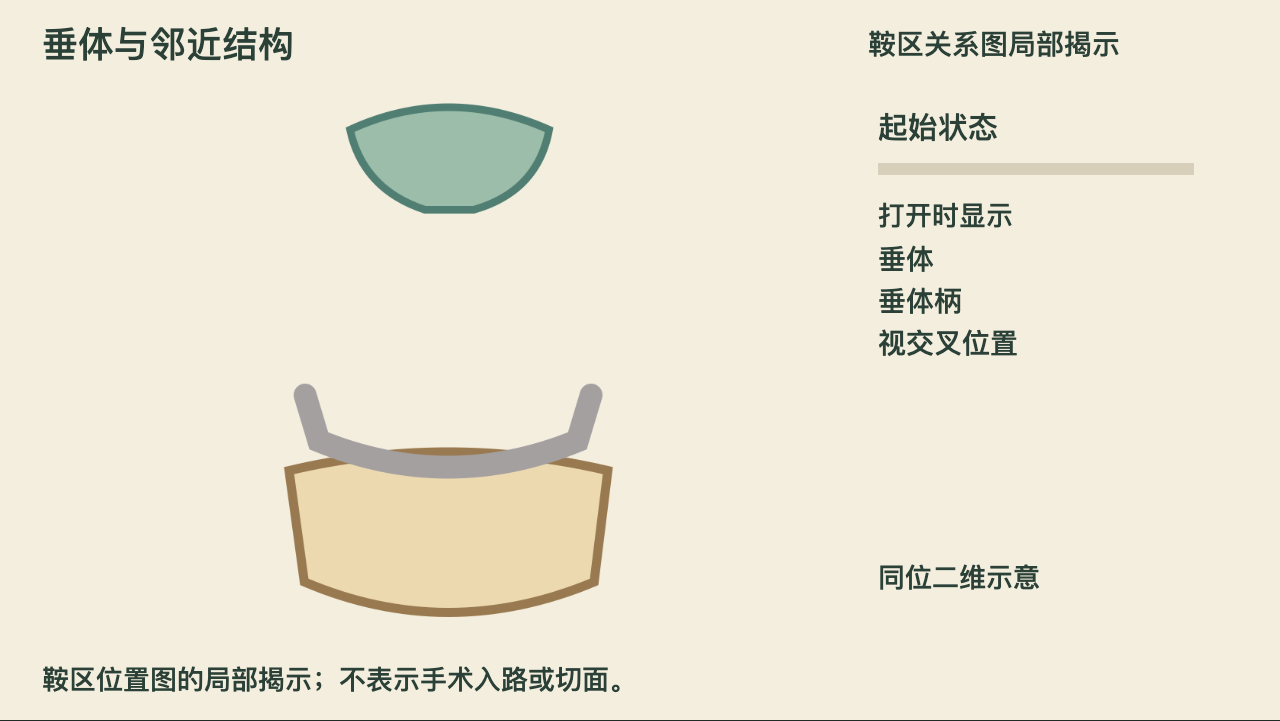 垂体与邻近结构
鞍区关系图局部揭示
起始状态
打开时显示
垂体
垂体柄
视交叉位置
同位二维示意
鞍区位置图的局部揭示；不表示手术入路或切面。